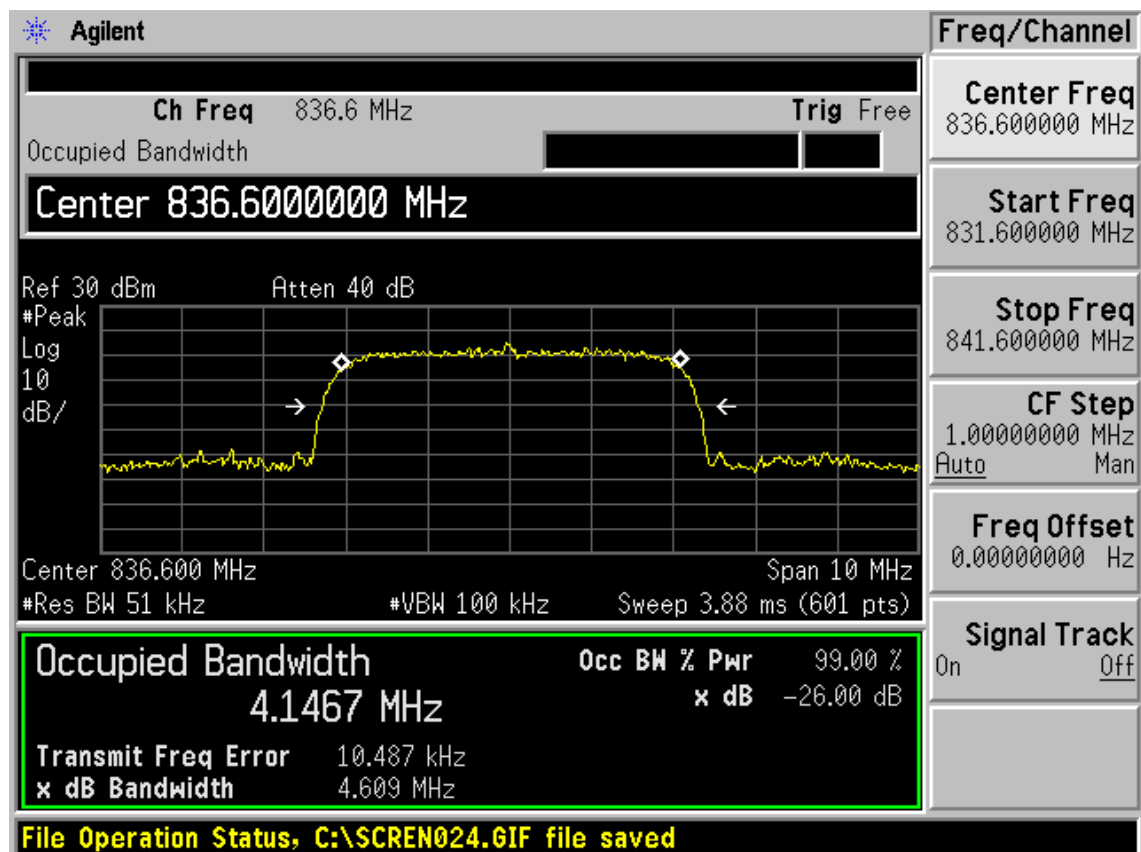 Agilent
Freq/Channel
Ch Freq 836.6 MHz Trig Free
Occupied Bandwidth
Center 836.6000000 MHz
Ref 30 dBm Atten 40 dB
#Peak
Log
10
dB/
Center 836.600 MHz Span 10 MHz
#Res BW 51 kHz #VBW 100 kHz Sweep 3.88 ms (601 pts)
Occupied Bandwidth
4.1467 MHz
Occ BW % Pwr 99.00 %
x dB -26.00 dB
Transmit Freq Error 10.487 kHz
x dB Bandwidth 4.609 MHz
Center Freq
836.600000 MHz
Start Freq
831.600000 MHz
Stop Freq
841.600000 MHz
CF Step
1.00000000 MHz
Auto Man
Freq Offset
0.00000000 Hz
Signal Track
On Off
File Operation Status, C:\SCREN024.GIF file saved